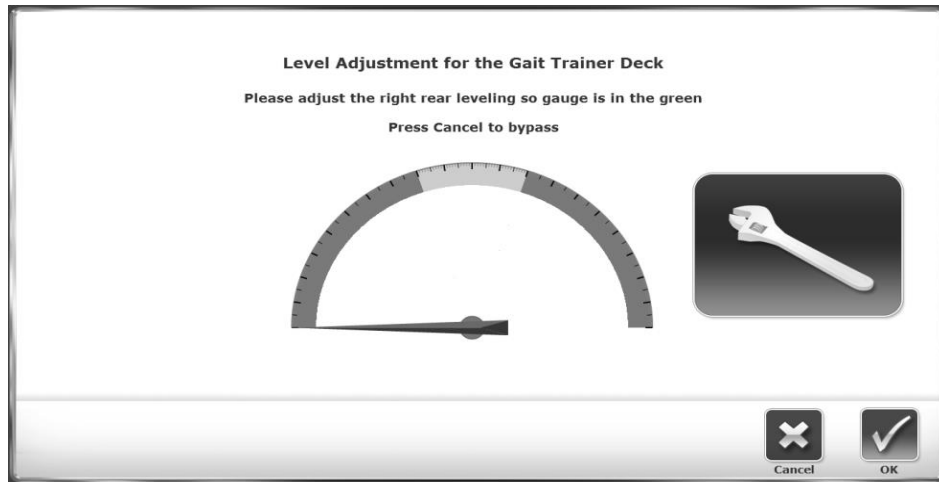 Level Adjustment for the Gait Trainer Deck
Please adjust the right rear leveling so gauge is in the green
Press Cancel to bypass
Cancel
OK